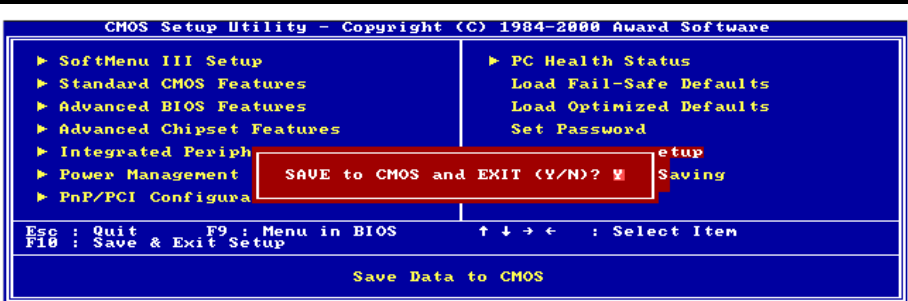 CMOS Setup Utility - Copyright (C) 1984-2000 Award Software
► SoftMenu III Setup
► Standard CMOS Features
► Advanced BIOS Features
► Advanced Chipset Features
► Integrated Periph
► Power Management
► PnP/PCI Configura
► PC Health Status
Load Fail-Safe Defaults
Load Optimized Defaults
Set Password
etup
Saving
SAVE to CMOS and EXIT (Y/N)? Y
Esc : Quit F9 : Menu in BIOS ↑ ↓ → ← : Select Item
F10 : Save & Exit Setup
Save Data to CMOS